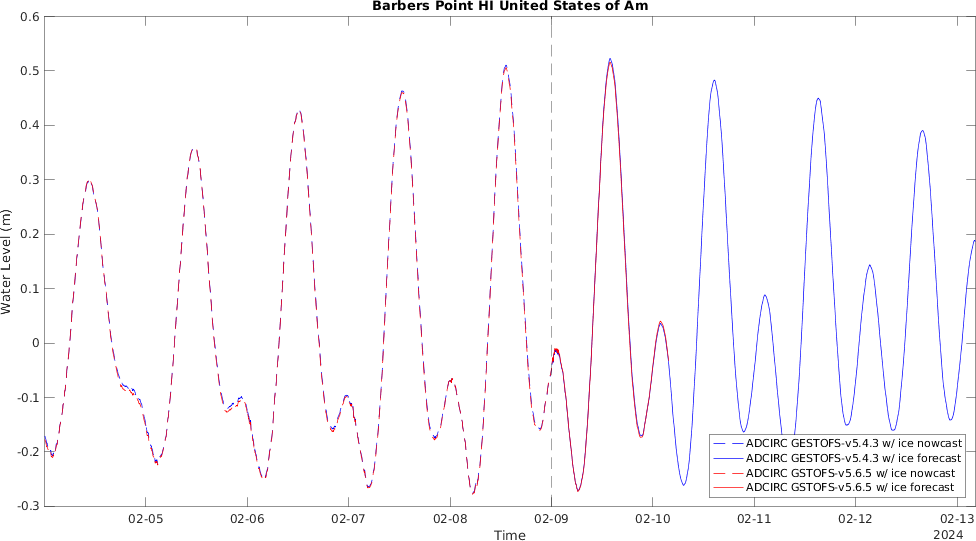 Barbers Point HI United States of Am
0.6
0.5
0.4
0.3
0.2
0.1
0
-0.1
-0.2
-0.3
Water Level (m)
02-05
02-06
02-07
02-08
02-09
02-10
02-11
02-12
02-13
Time
2024
ADCIRC GESTOFS-v5.4.3 w/ ice nowcast
ADCIRC GESTOFS-v5.4.3 w/ ice forecast
ADCIRC GSTOFS-v5.6.5 w/ ice nowcast
ADCIRC GSTOFS-v5.6.5 w/ ice forecast